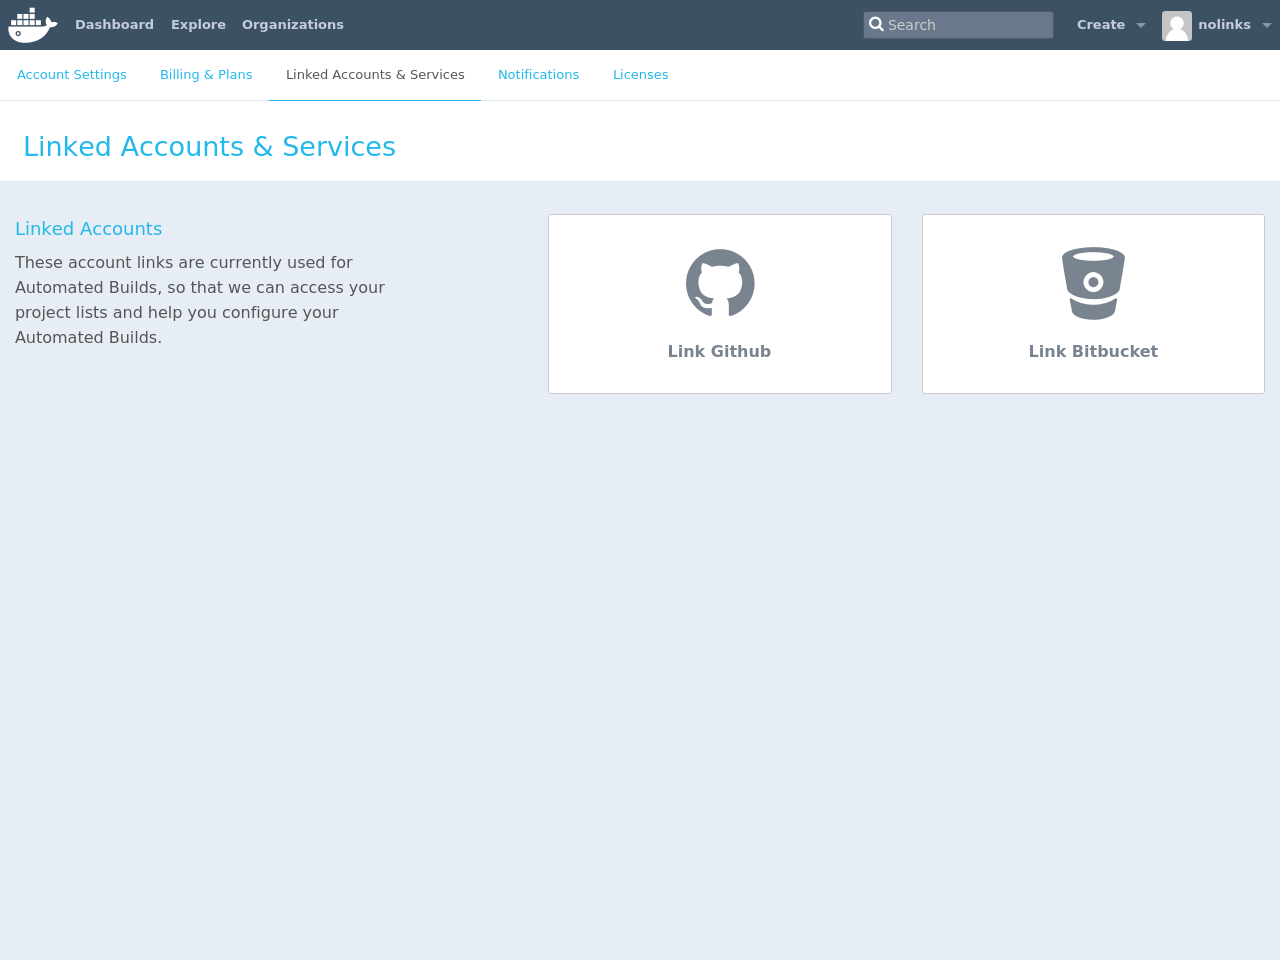 Dashboard Explore Organizations Search Create nolinks
Account Settings Billing & Plans Linked Accounts & Services Notifications Licenses
Linked Accounts & Services
Linked Accounts
These account links are currently used for
Automated Builds, so that we can access your
project lists and help you configure your
Automated Builds.
Link Github
Link Bitbucket